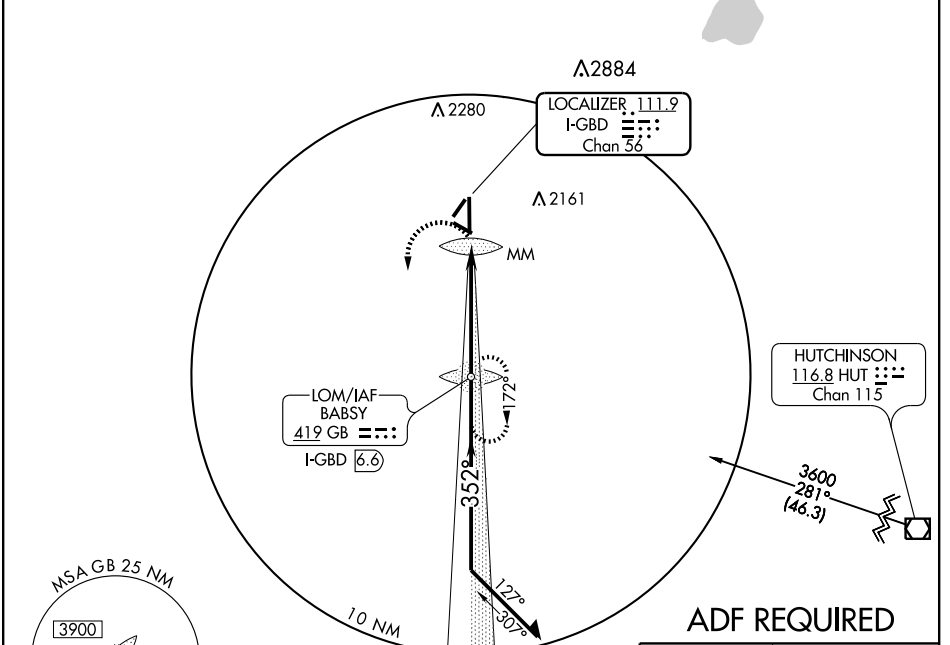 2884
2280
LOCALIZER 111.9
I-GBD
Chan 56
2161
MM
HUTCHINSON
116.8 HUT
Chan 115
LOM/IAF
BABSY
419 GB
I-GBD 6.6
172°
352°
3600
281°
(46.3)
127°
307°
10 NM
MSA GB 25 NM
3900
ADF REQUIRED